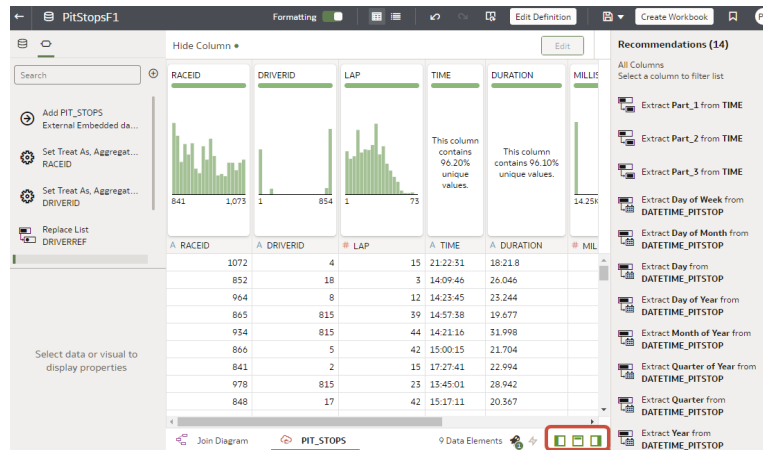 PitStopsF1
Formatting
Edit Definition
Create Workbook
Hide Column
Edit
Search
Add PIT_STOPS
External Embedded da...
Set Treat As, Aggregat...
RACEID
Set Treat As, Aggregat...
DRIVERID
Replace List
DRIVERREF
Select data or visual to
display properties
RACEID DRIVERID LAP TIME DURATION MILLIS
This column
contains
96.20%
unique
values.
This column
contains 96.10%
unique values.
841 1,073 1 854 1 73 14.25K
A RACEID A DRIVERID # LAP A TIME A DURATION # MIL
1072 4 15 21:22:31 18:21.8
852 18 3 14:09:46 26.046
964 8 12 14:23:45 23.244
865 815 39 14:57:38 19.677
934 815 44 14:21:16 31.998
866 5 42 15:00:15 21.704
841 2 15 17:27:41 22.994
978 815 23 13:45:01 28.942
848 17 42 15:17:11 20.367
Join Diagram PIT_STOPS 9 Data Elements
Recommendations (14)
All Columns
Select a column to filter list
Extract Part_1 from TIME
Extract Part_2 from TIME
Extract Part_3 from TIME
Extract Day of Week from
DATETIME_PITSTOP
Extract Day of Month from
DATETIME_PITSTOP
Extract Day from
DATETIME_PITSTOP
Extract Day of Year from
DATETIME_PITSTOP
Extract Month of Year from
DATETIME_PITSTOP
Extract Quarter of Year from
DATETIME_PITSTOP
Extract Quarter from
DATETIME_PITSTOP
Extract Year from
DATETIME_PITSTOP